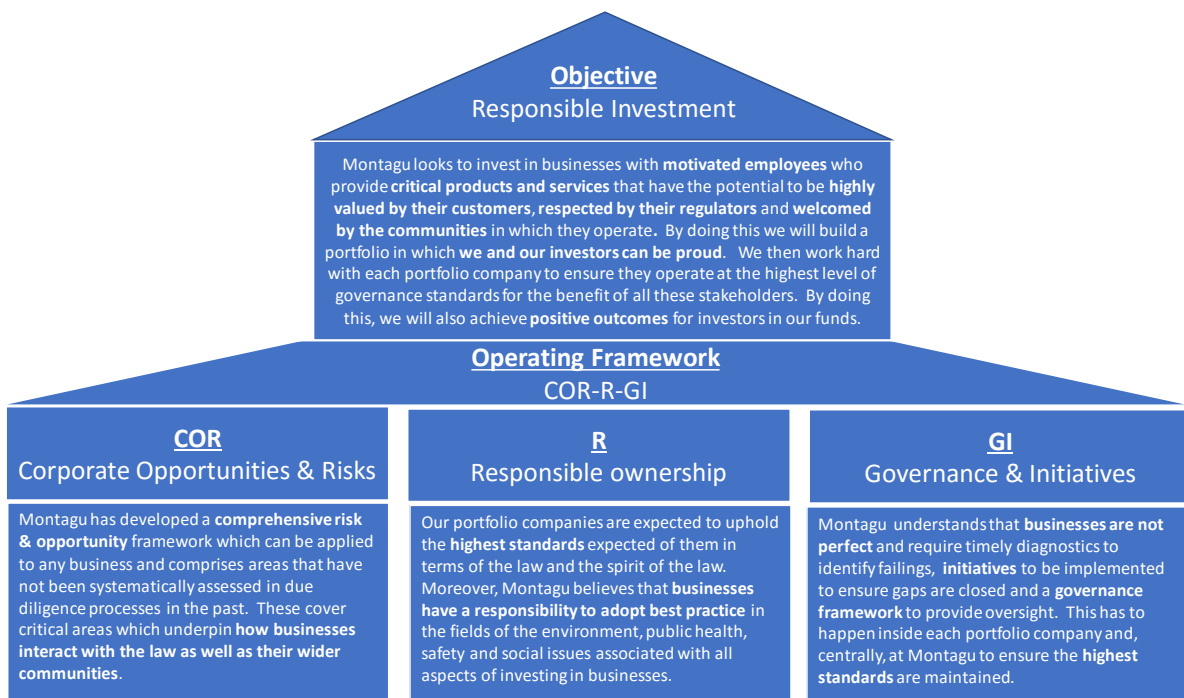 Objective
Responsible Investment
Montagu looks to invest in businesses with motivated employees who
provide critical products and services that have the potential to be highly
valued by their customers, respected by their regulators and welcomed
by the communities in which they operate. By doing this we will build a
portfolio in which we and our investors can be proud. We then work hard
with each portfolio company to ensure they operate at the highest level of
governance standards for the benefit of all these stakeholders. By doing
this, we will also achieve positive outcomes for investors in our funds.
Operating Framework
COR-R-GI
COR
Corporate Opportunities & Risks
Montagu has developed a comprehensive risk
& opportunity framework which can be applied
to any business and comprises areas that have
not been systematically assessed in due
diligence processes in the past. These cover
critical areas which underpin how businesses
interact with the law as well as their wider
communities.
R
Responsible ownership
Our portfolio companies are expected to uphold
the highest standards expected of them in
terms of the law and the spirit of the law.
Moreover, Montagu believes that businesses
have a responsibility to adopt best practice in
the fields of the environment, public health,
safety and social issues associated with all
aspects of investing in businesses.
GI
Governance & Initiatives
Montagu understands that businesses are not
perfect and require timely diagnostics to
identify failings, initiatives to be implemented
to ensure gaps are closed and a governance
framework to provide oversight. This has to
happen inside each portfolio company and,
centrally, at Montagu to ensure the highest
standards are maintained.